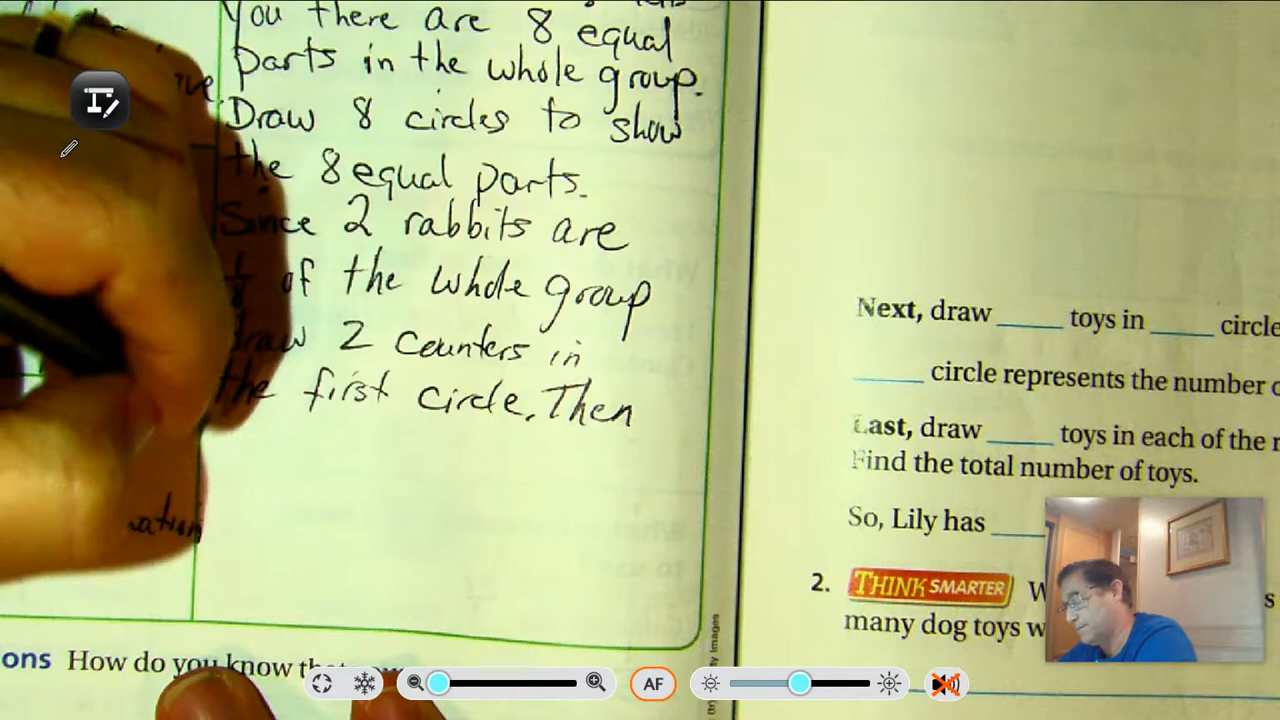 You there are 8 equal
parts in the whole group.
Draw 8 circles to show
the 8 equal parts.
Since 2 rabbits are
1/8 of the whole group
draw 2 counters in
the first circle. Then
Next, draw _____ toys in _____ circle
_____ circle represents the number
Last, draw _____ toys in each of the
Find the total number of toys.
So, Lily has
2. THINK SMARTER
many dog toys
ons How do you know
AF